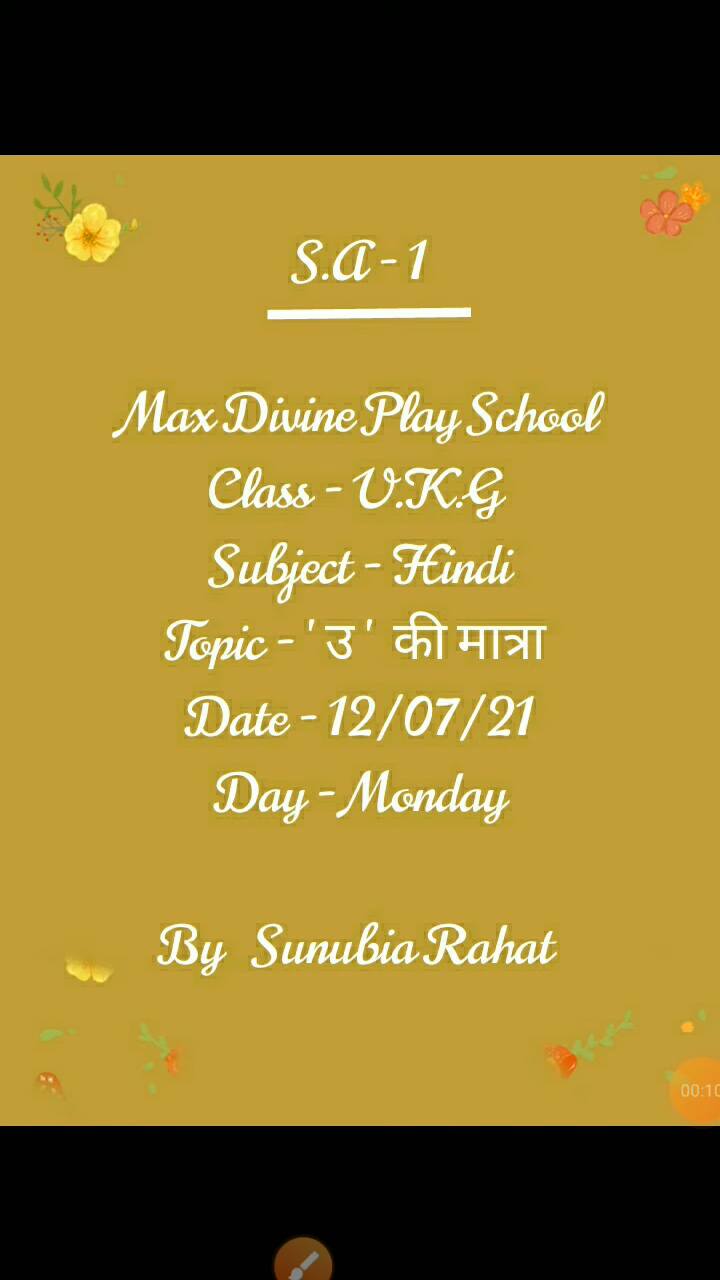 S.A - 1
Max Divine Play School
Class - U.K.G
Subject - Hindi
Topic - ' उ ' की मात्रा
Date - 12/07/21
Day - Monday
By Sunubia Rahat
00:10